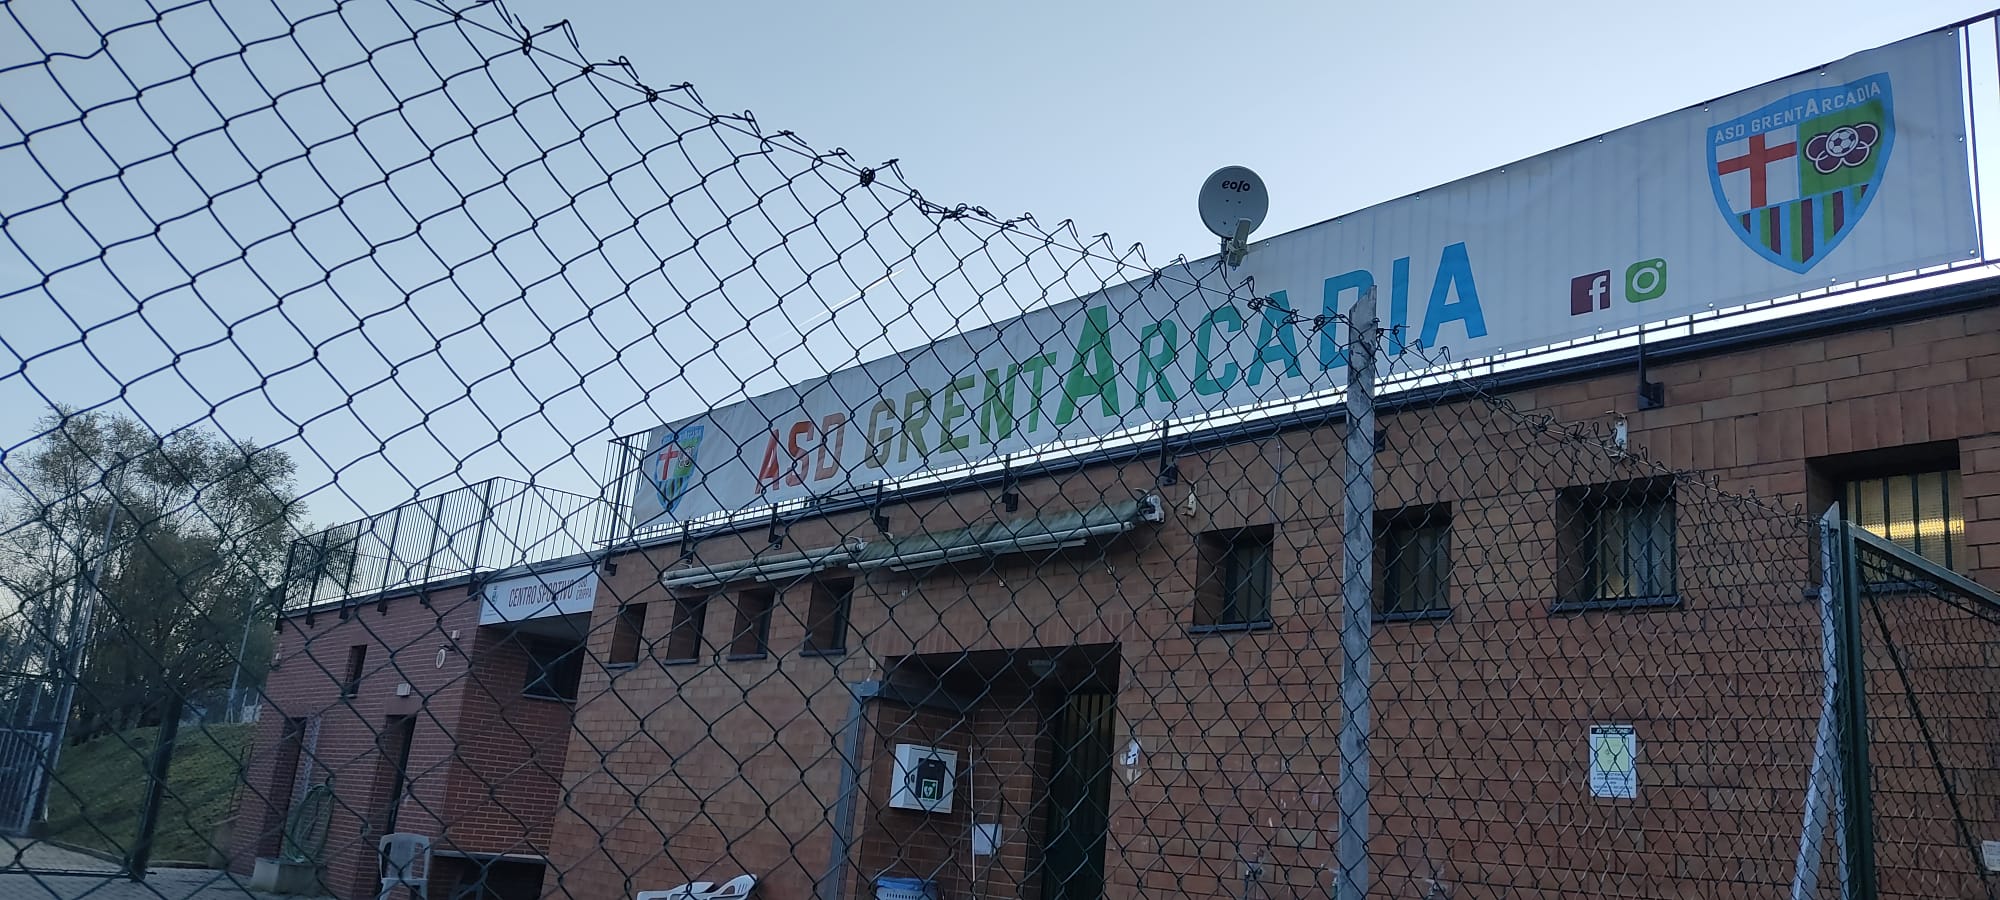 ASD GRENTARCADIA
eolo
ASD GRENTARCADIA
f
CENTRO SPORTIVO